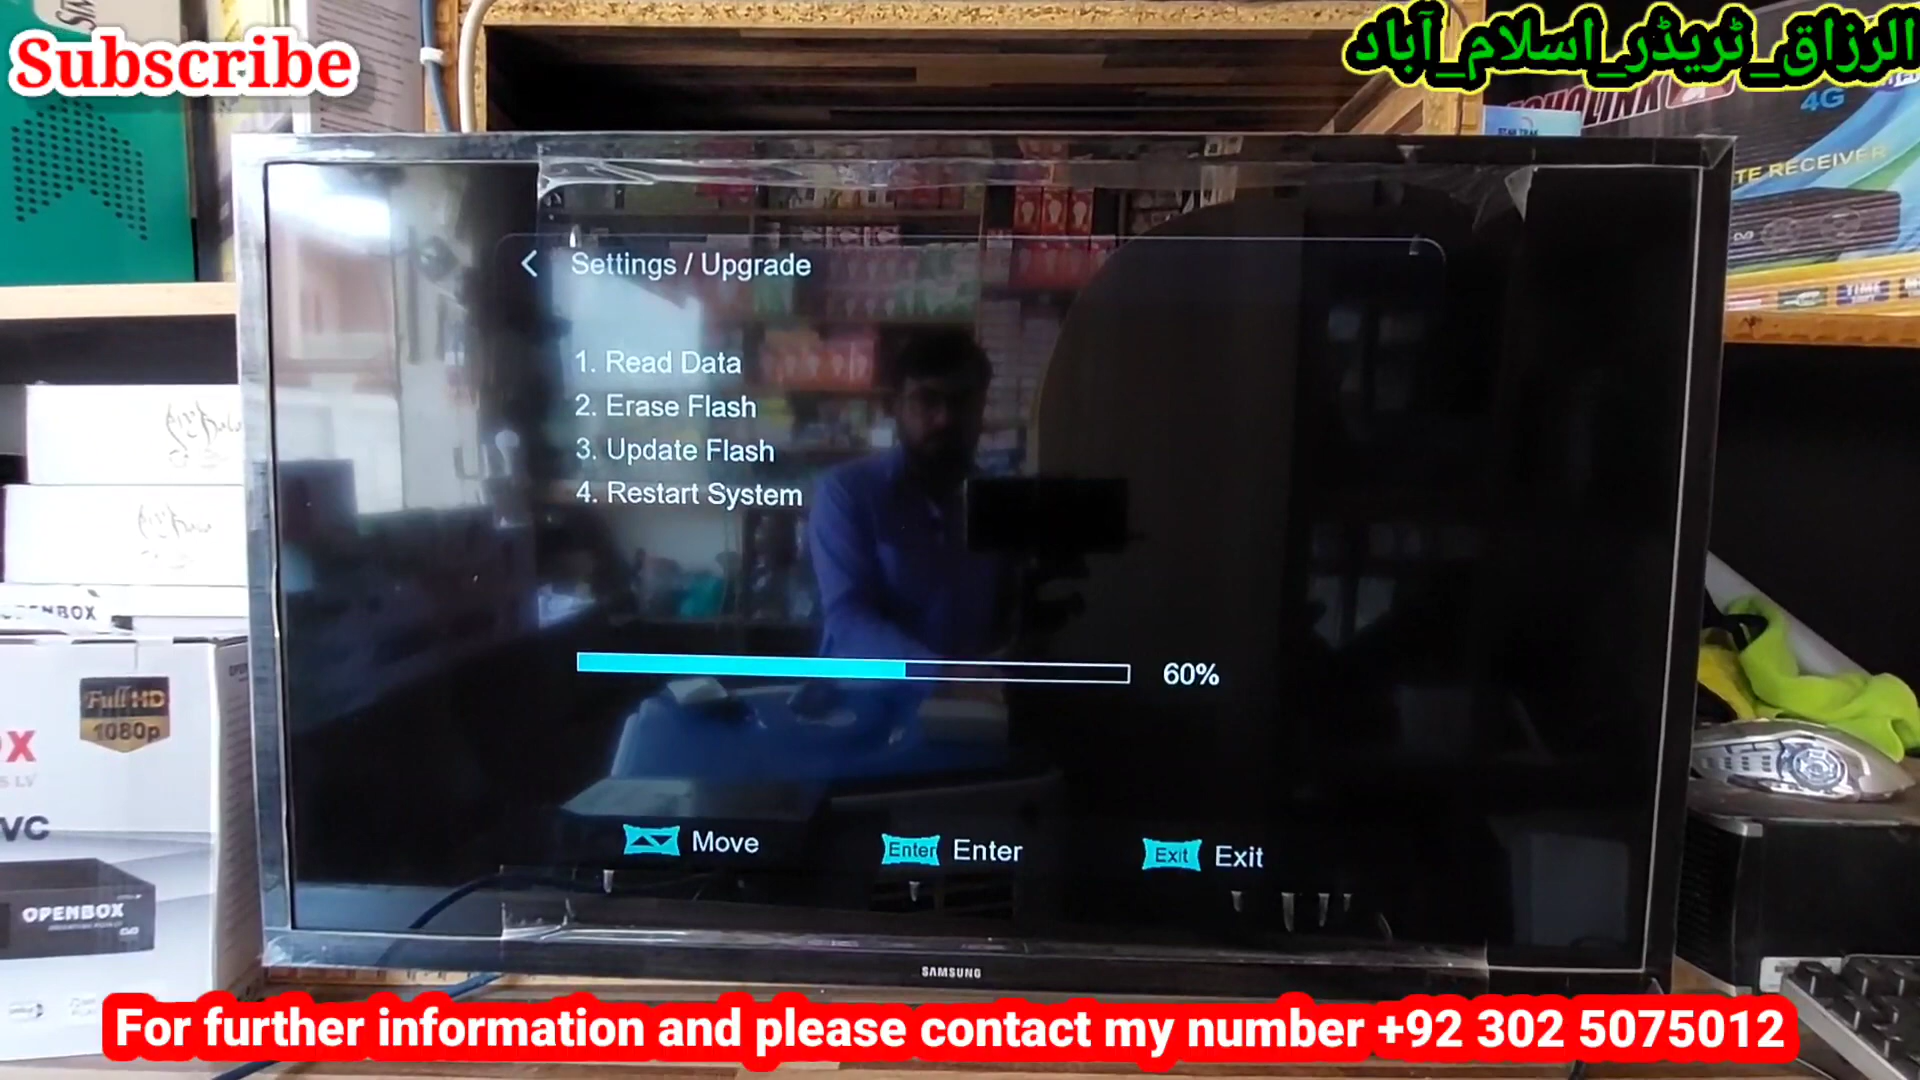 Subscribe
الرزاق_ٹریڈر_اسلام_آباد
4G
TE RECEIVER
Settings / Upgrade
1. Read Data
2. Erase Flash
3. Update Flash
4. Restart System
60%
Move
Enter Enter
Exit Exit
SAMSUNG
Full HD
1080p
OPENBOX
For further information and please contact my number +92 302 5075012